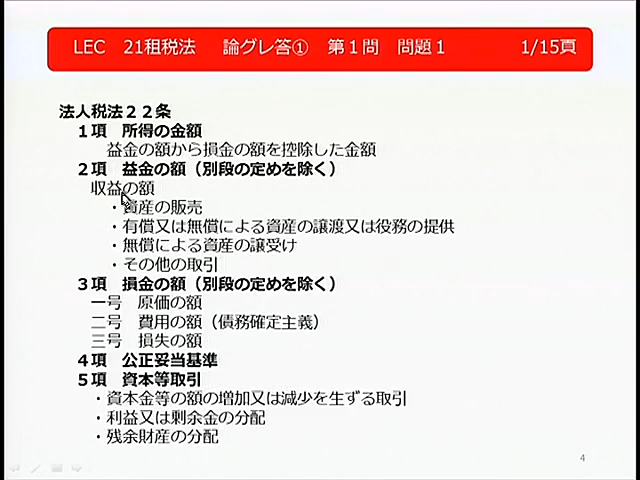 LEC 21租税法 論グレ答① 第１問 問題１ 1/15頁
法人税法２２条
１項 所得の金額
益金の額から損金の額を控除した金額
２項 益金の額（別段の定めを除く）
収益の額
・資産の販売
・有償又は無償による資産の譲渡又は役務の提供
・無償による資産の譲受け
・その他の取引
３項 損金の額（別段の定めを除く）
一号 原価の額
二号 費用の額（債務確定主義）
三号 損失の額
４項 公正妥当基準
５項 資本等取引
・資本金等の額の増加又は減少を生ずる取引
・利益又は剰余金の分配
・残余財産の分配
4